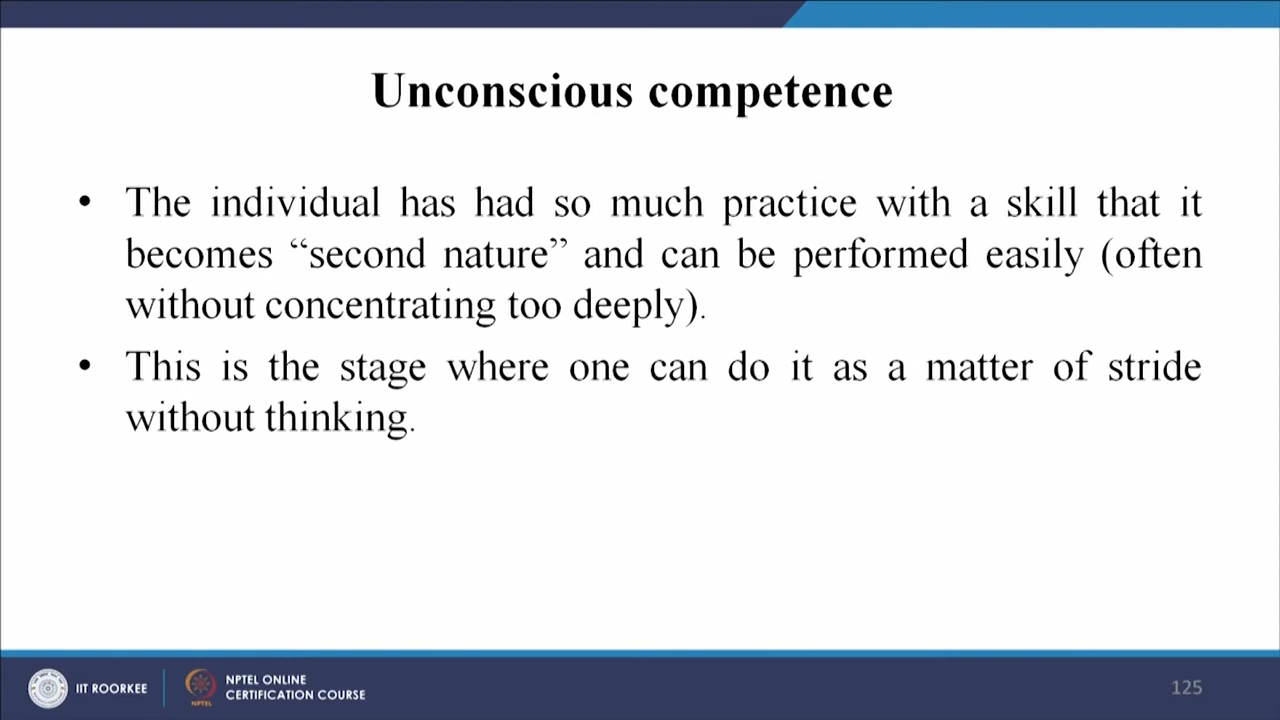 Unconscious competence
• The individual has had so much practice with a skill that it
becomes “second nature” and can be performed easily (often
without concentrating too deeply).
• This is the stage where one can do it as a matter of stride
without thinking.
IIT ROORKEE
NPTEL
NPTEL ONLINE
CERTIFICATION COURSE
125